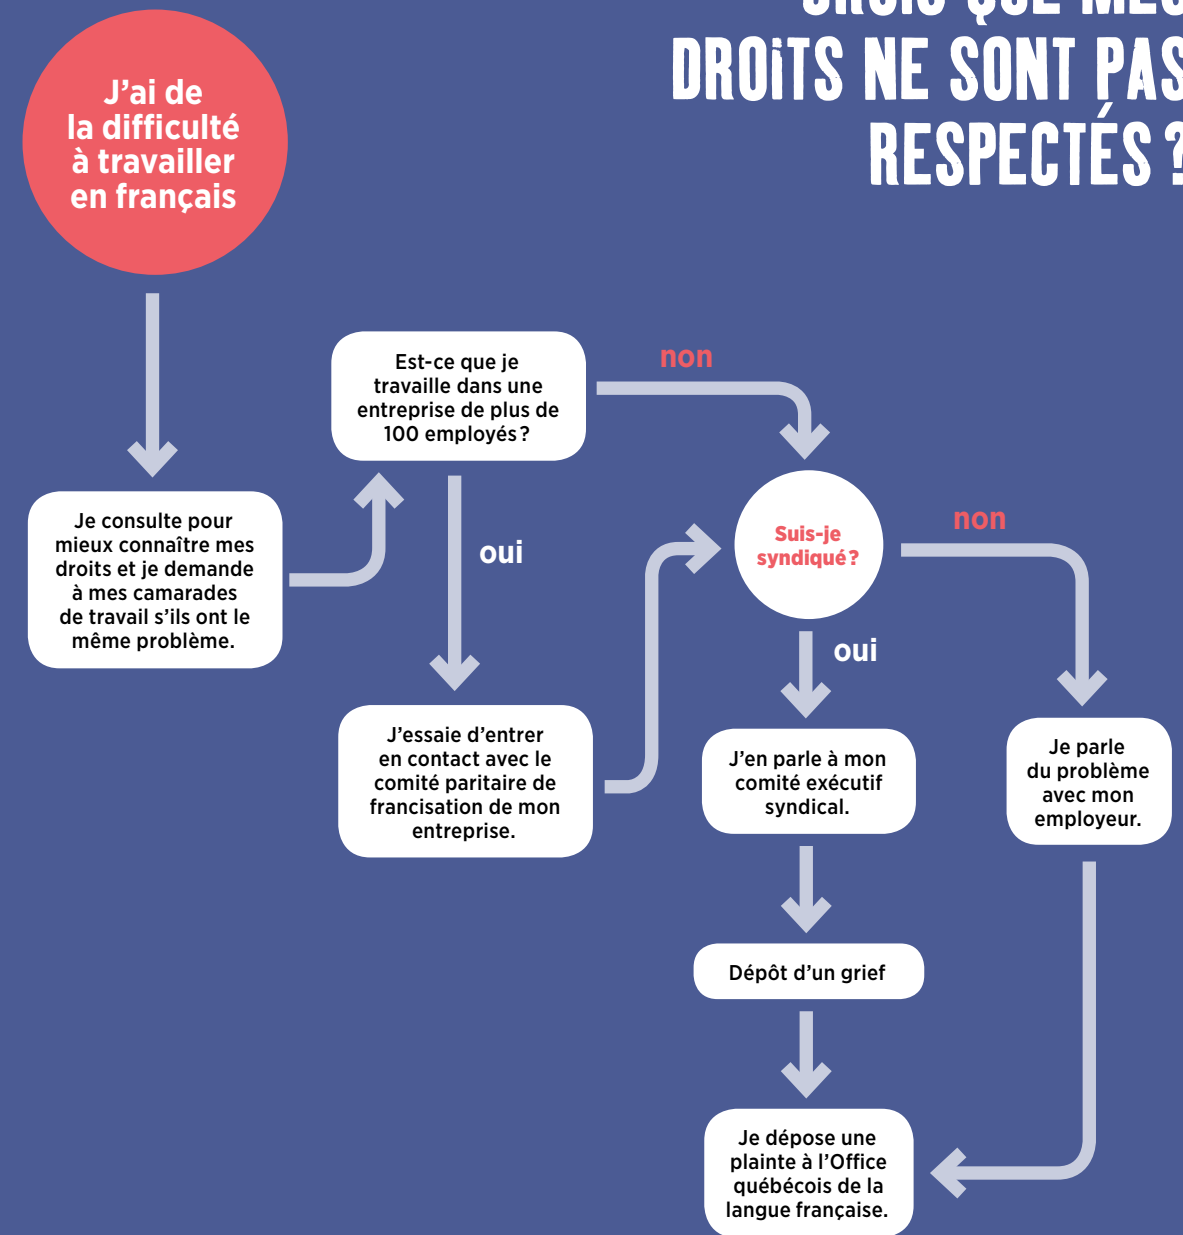 DROITS NE SONT PAS
RESPECTÉS ?
J'ai de
la difficulté
à travailler
en français
Est-ce que je
travaille dans une
entreprise de plus de
100 employés ?
non
Je consulte pour
mieux connaître mes
droits et je demande
à mes camarades
de travail s'ils ont le
même problème.
oui
Suis-je
syndiqué ?
non
oui
J'essaie d'entrer
en contact avec le
comité paritaire de
francisation de mon
entreprise.
J'en parle à mon
comité exécutif
syndical.
Je parle
du problème
avec mon
employeur.
Dépôt d'un grief
Je dépose une
plainte à l'Office
québécois de la
langue française.